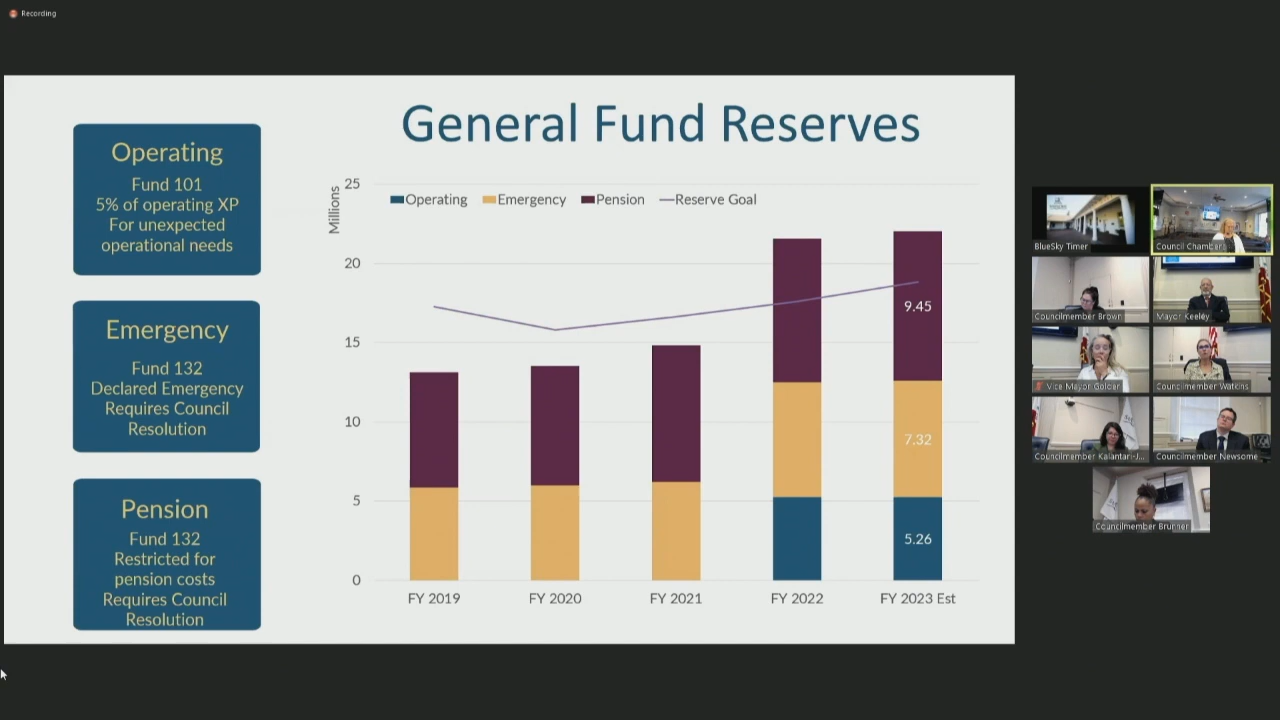 Recording
General Fund Reserves
Operating
Fund 101
5% of operating XP
For unexpected
operational needs
Emergency
Fund 132
Declared Emergency
Requires Council
Resolution
Pension
Fund 132
Restricted for
pension costs
Requires Council
Resolution
Millions
25
20
15
10
5
0
Operating Emergency Pension Reserve Goal
9.45
7.32
5.26
FY 2019 FY 2020 FY 2021 FY 2022 FY 2023 Est
BlueSky Timer
Council Chamber
Councilmember Brown
Mayor Keeley
Vice Mayor Golder
Councilmember Watkins
Councilmember Kalantari-J...
Councilmember Newsome
Councilmember Brunner